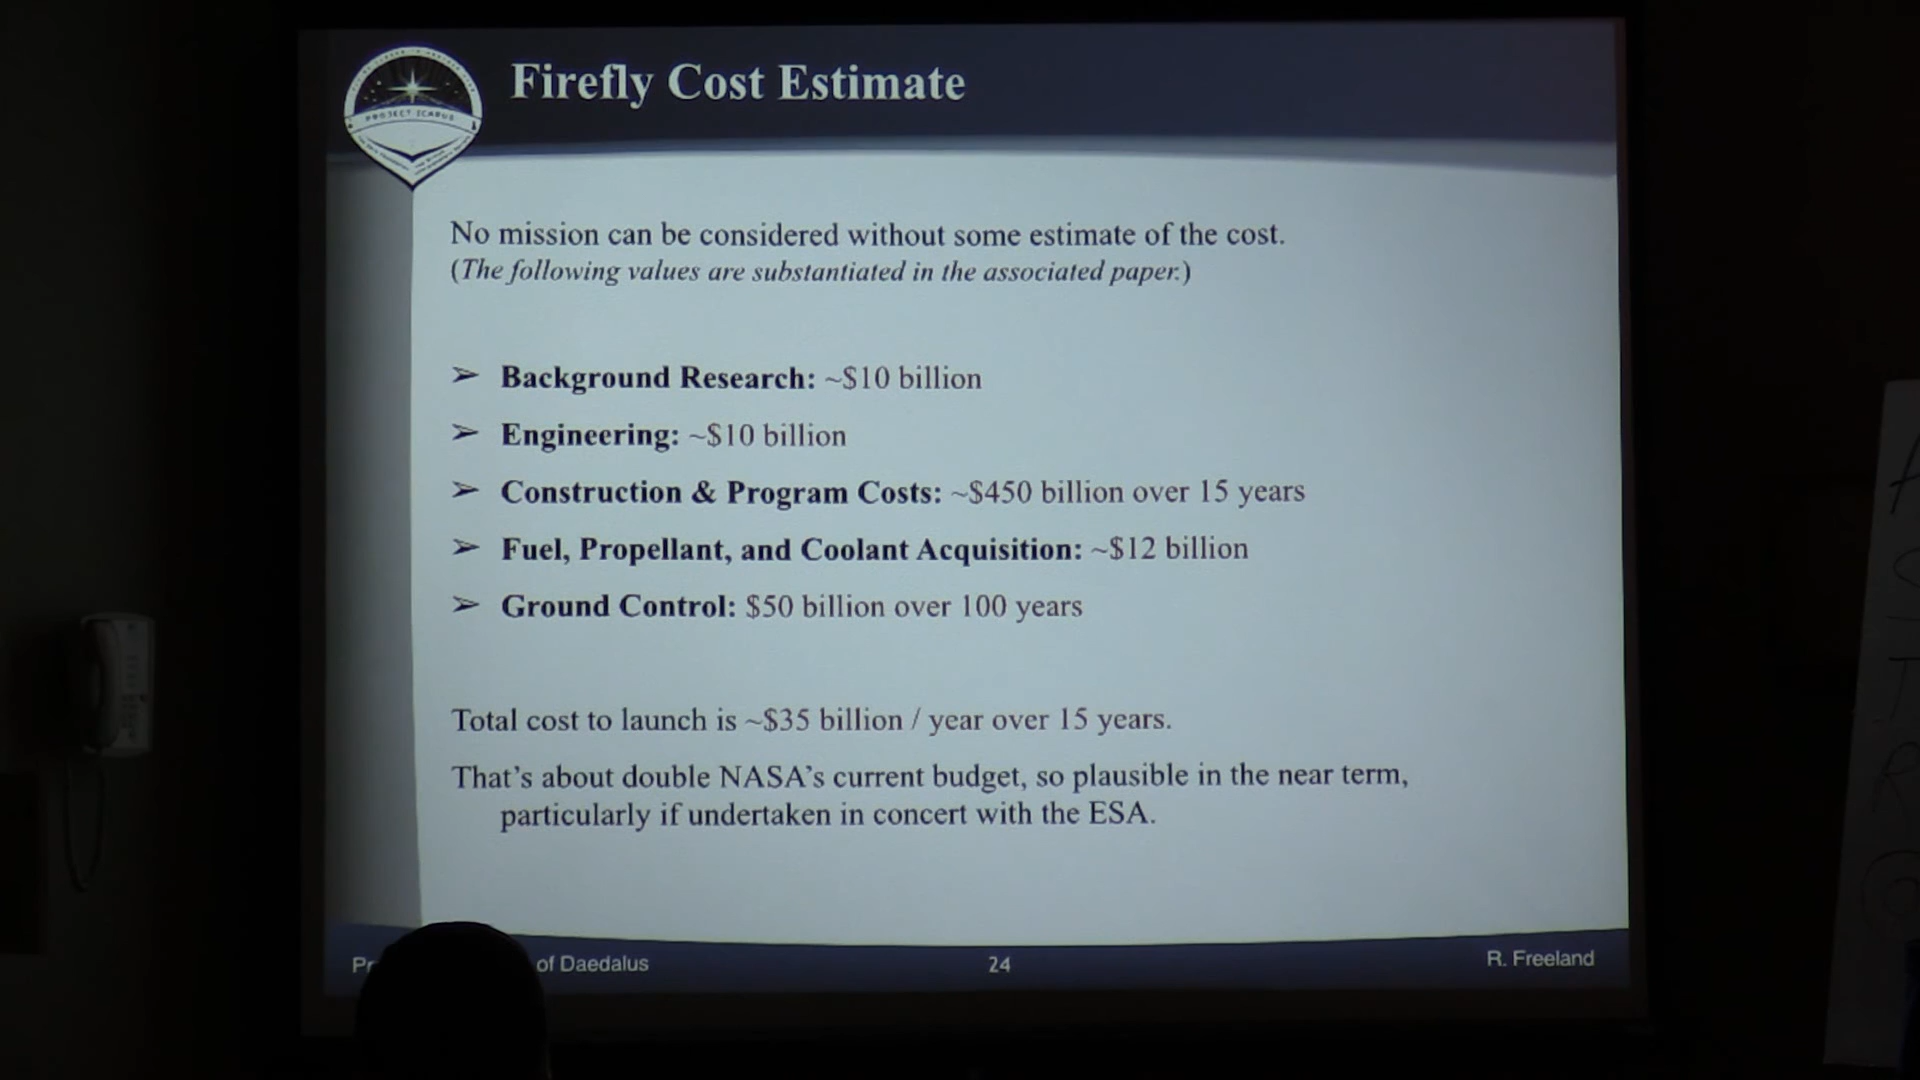 Firefly Cost Estimate
PROJECT ICARUS
No mission can be considered without some estimate of the cost.
(The following values are substantiated in the associated paper.)
➢ Background Research: ~$10 billion
➢ Engineering: ~$10 billion
➢ Construction & Program Costs: ~$450 billion over 15 years
➢ Fuel, Propellant, and Coolant Acquisition: ~$12 billion
➢ Ground Control: $50 billion over 100 years
Total cost to launch is ~$35 billion / year over 15 years.
That's about double NASA's current budget, so plausible in the near term,
particularly if undertaken in concert with the ESA.
of Daedalus
24
R. Freeland